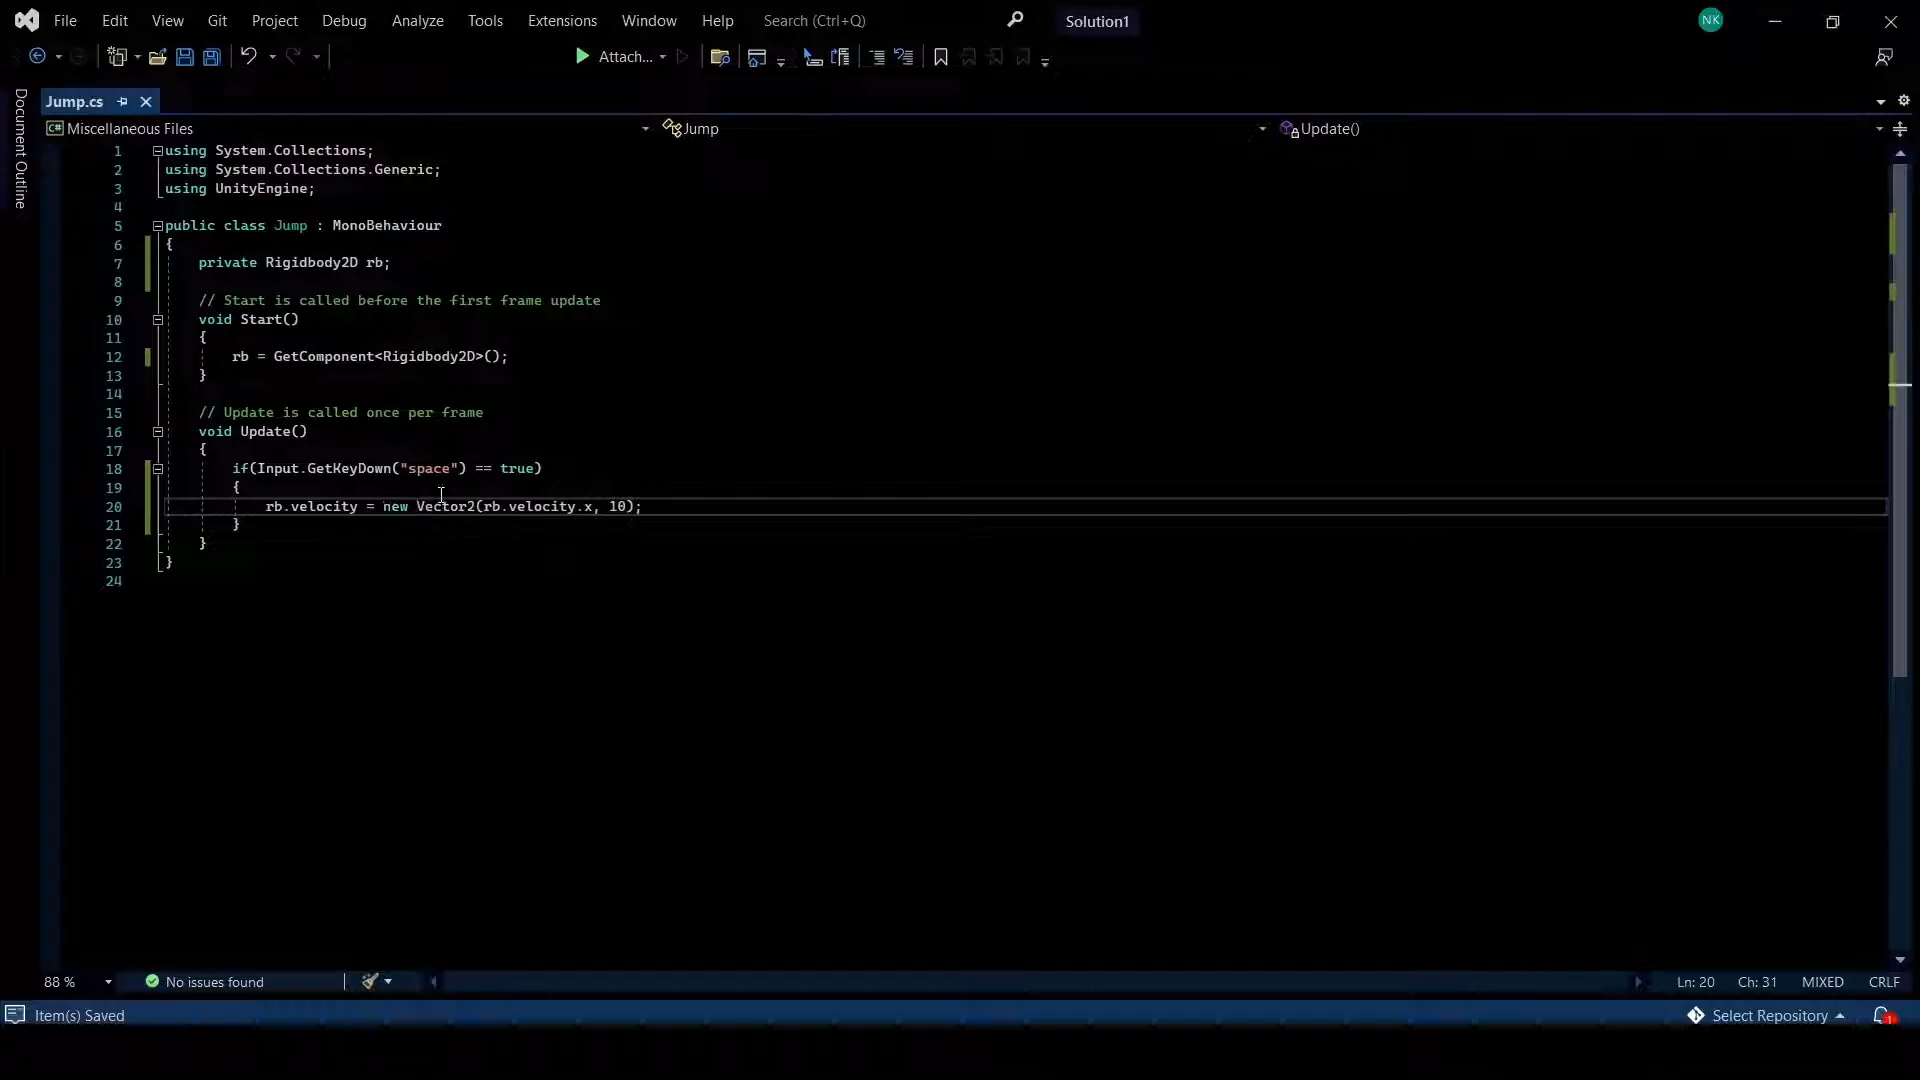 File Edit View Git Project Debug Analyze Tools Extensions Window Help Search (Ctrl+Q) Solution1 NK
Attach...
Document Outline
Jump.cs
C# Miscellaneous Files Jump Update()
1 using System.Collections;
2 using System.Collections.Generic;
3 using UnityEngine;
4
5 public class Jump : MonoBehaviour
6 {
7 private Rigidbody2D rb;
8
9 // Start is called before the first frame update
10 void Start()
11 {
12 rb = GetComponent<Rigidbody2D>();
13 }
14
15 // Update is called once per frame
16 void Update()
17 {
18 if(Input.GetKeyDown("space") == true)
19 {
20 rb.velocity = new Vector2(rb.velocity.x, 10);
21 }
22 }
23 }
24
88 % No issues found Ln: 20 Ch: 31 MIXED CRLF
Item(s) Saved Select Repository 1